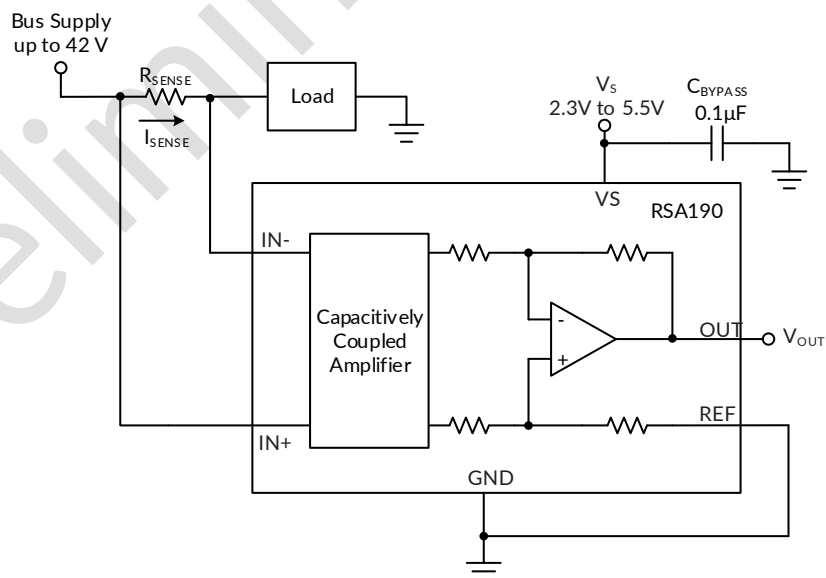 Bus Supply
up to 42 V
RSENSE
ISENSE
Load
VS
2.3V to 5.5V
CBYPASS
0.1µF
VS
RSA190
IN-
Capacitively
Coupled
Amplifier
-
+
OUT
VOUT
REF
IN+
GND